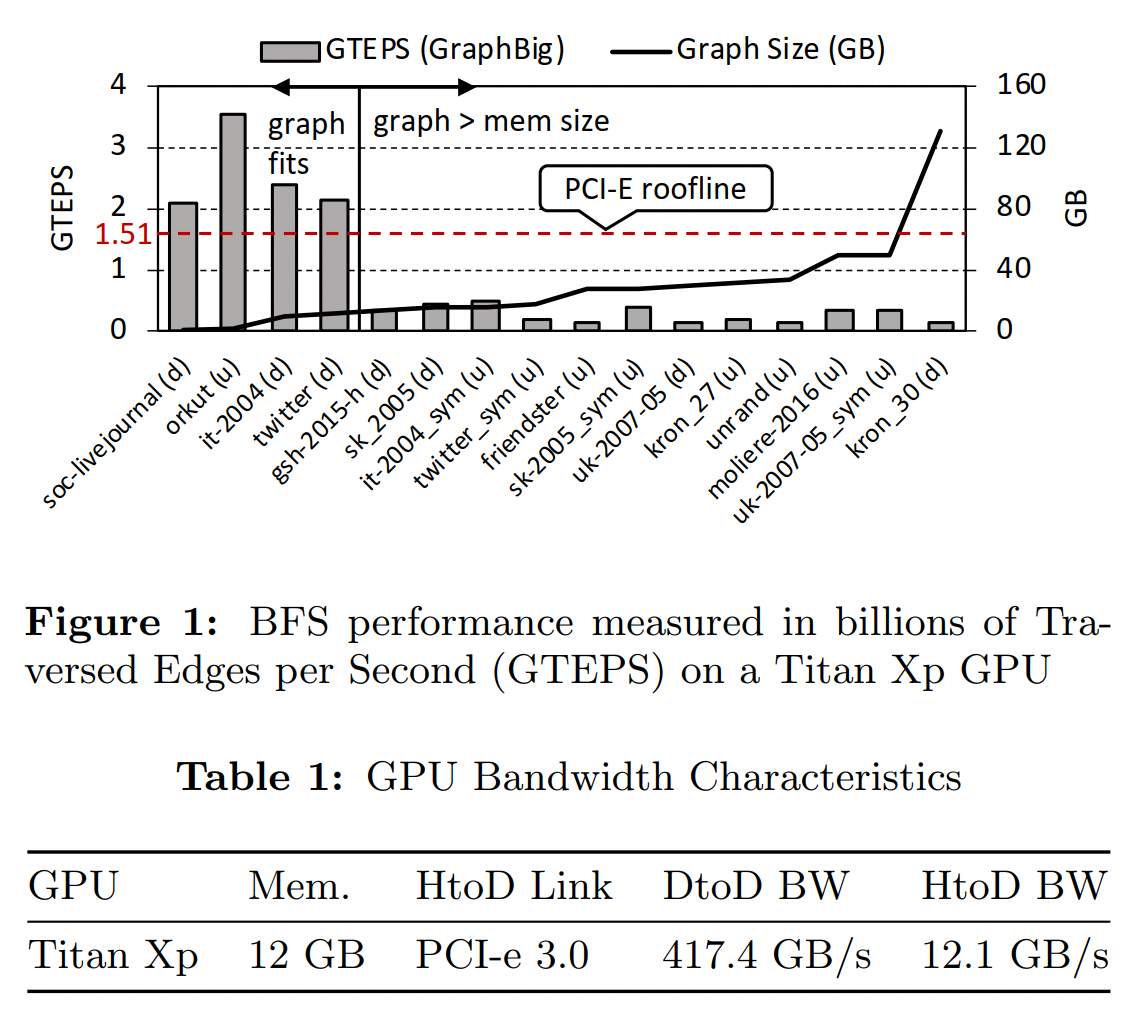 GTEPS (GraphBig) Graph Size (GB)
4 160
graph fits
graph > mem size
3 120
PCI-E roofline
2 80
1.51
1 40
0 0
GTEPS
GB
soc-livejournal (d)
orkut (u)
it-2004 (d)
twitter (d)
gsh-2015-h (d)
sk_2005 (d)
it-2004_sym (u)
twitter_sym (u)
friendster (u)
sk-2005_sym (u)
uk-2007-05 (d)
kron_27 (u)
unrand (u)
moliere-2016 (u)
uk-2007-05_sym (u)
kron_30 (d)
Figure 1: BFS performance measured in billions of Tra-
versed Edges per Second (GTEPS) on a Titan Xp GPU
Table 1: GPU Bandwidth Characteristics
GPU Mem. HtoD Link DtoD BW HtoD BW
Titan Xp 12 GB PCI-e 3.0 417.4 GB/s 12.1 GB/s